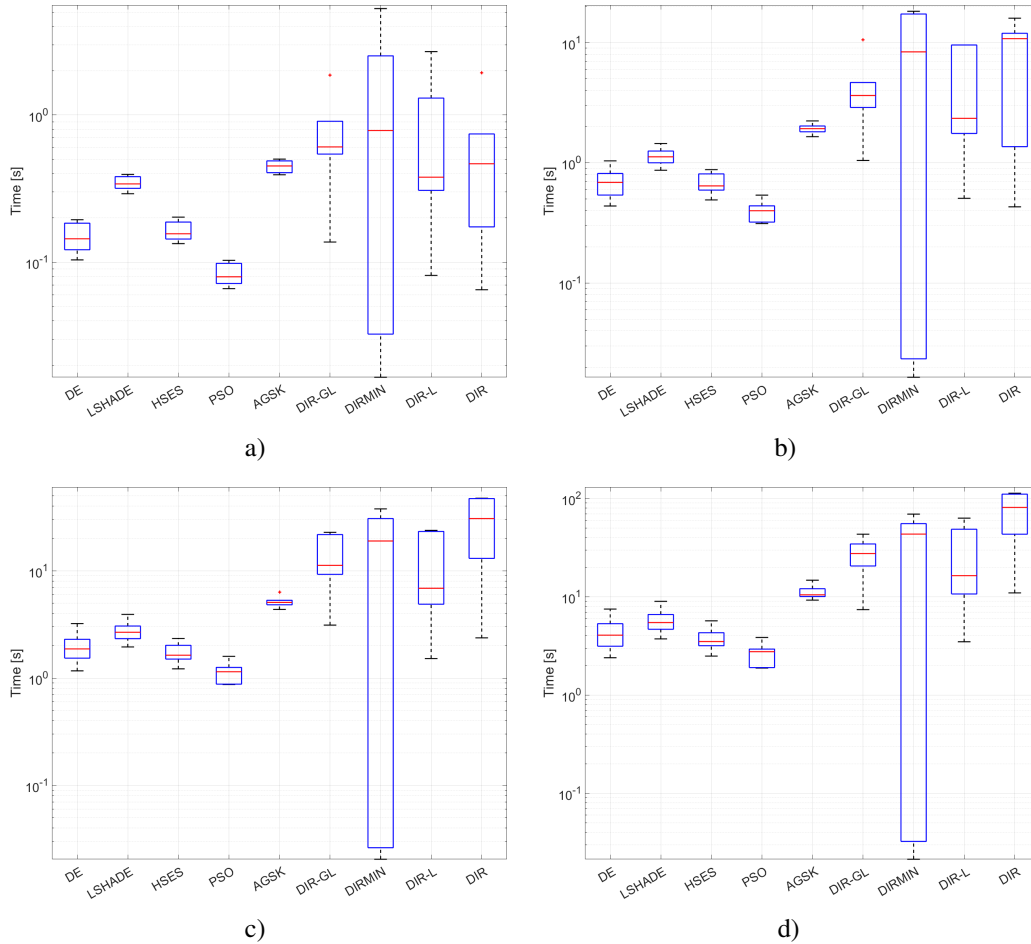 Time [s]
10^0
10^-1
DE LSHADE HSES PSO AGSK DIR-GL DIRMIN DIR-L DIR
a)
Time [s]
10^1
10^0
10^-1
DE LSHADE HSES PSO AGSK DIR-GL DIRMIN DIR-L DIR
b)
Time [s]
10^1
10^0
10^-1
DE LSHADE HSES PSO AGSK DIR-GL DIRMIN DIR-L DIR
c)
Time [s]
10^2
10^1
10^0
10^-1
DE LSHADE HSES PSO AGSK DIR-GL DIRMIN DIR-L DIR
d)